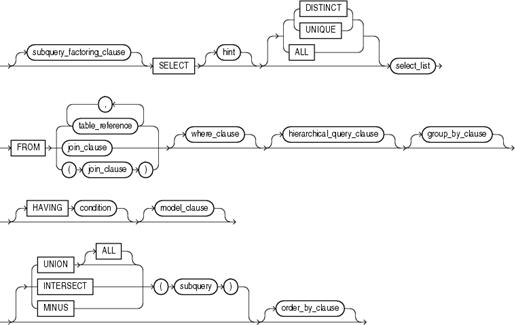 DISTINCT
subquery_factoring_clause hint UNIQUE
SELECT ALL select_list
,
table_reference where_clause hierarchical_query_clause group_by_clause
FROM join_clause
( join_clause )
HAVING condition model_clause
ALL
UNION
INTERSECT ( subquery )
MINUS order_by_clause